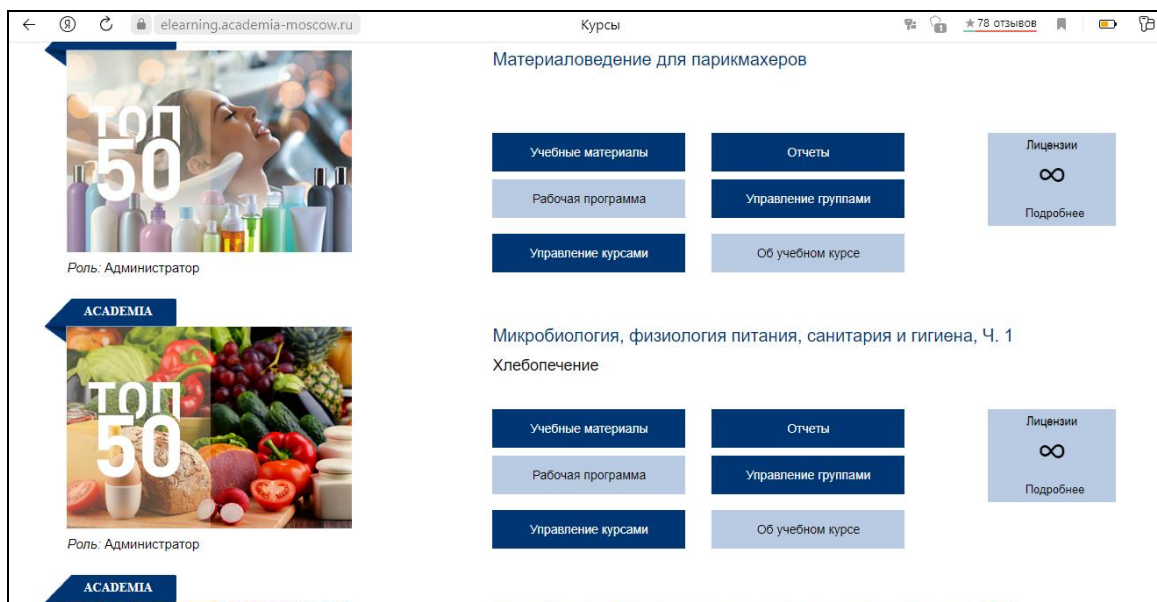 elearning.academia-moscow.ru Курсы 78 отзывов
Материаловедение для парикмахеров
ТОП
50
Учебные материалы Отчеты Лицензии
∞
Рабочая программа Управление группами
Подробнее
Управление курсами Об учебном курсе
Роль: Администратор
ACADEMIA
Микробиология, физиология питания, санитария и гигиена, Ч. 1
Хлебопечение
ТОП
50
Учебные материалы Отчеты Лицензии
∞
Рабочая программа Управление группами
Подробнее
Управление курсами Об учебном курсе
Роль: Администратор
ACADEMIA